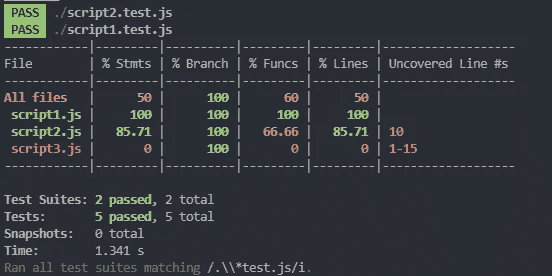 PASS ./script2.test.js
PASS ./script1.test.js
------------|---------|----------|---------|---------|-------------------
File        | % Stmts | % Branch | % Funcs | % Lines | Uncovered Line #s
------------|---------|----------|---------|---------|-------------------
All files   |      50 |      100 |      60 |      50 |
 script1.js |     100 |      100 |     100 |     100 |
 script2.js |   85.71 |      100 |   66.66 |   85.71 | 10
 script3.js |       0 |      100 |       0 |       0 | 1-15
------------|---------|----------|---------|---------|-------------------
Test Suites: 2 passed, 2 total
Tests:       5 passed, 5 total
Snapshots:   0 total
Time:        1.341 s
Ran all test suites matching /.\\*test.js/i.